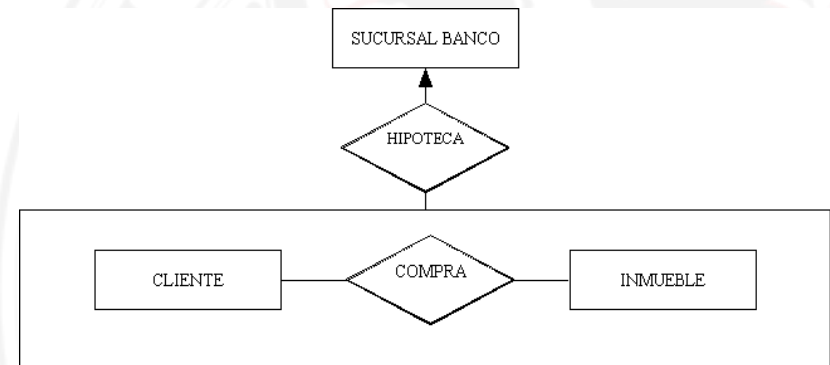 SUCURSAL BANCO
HIPOTECA
CLIENTE
COMPRA
INMUEBLE